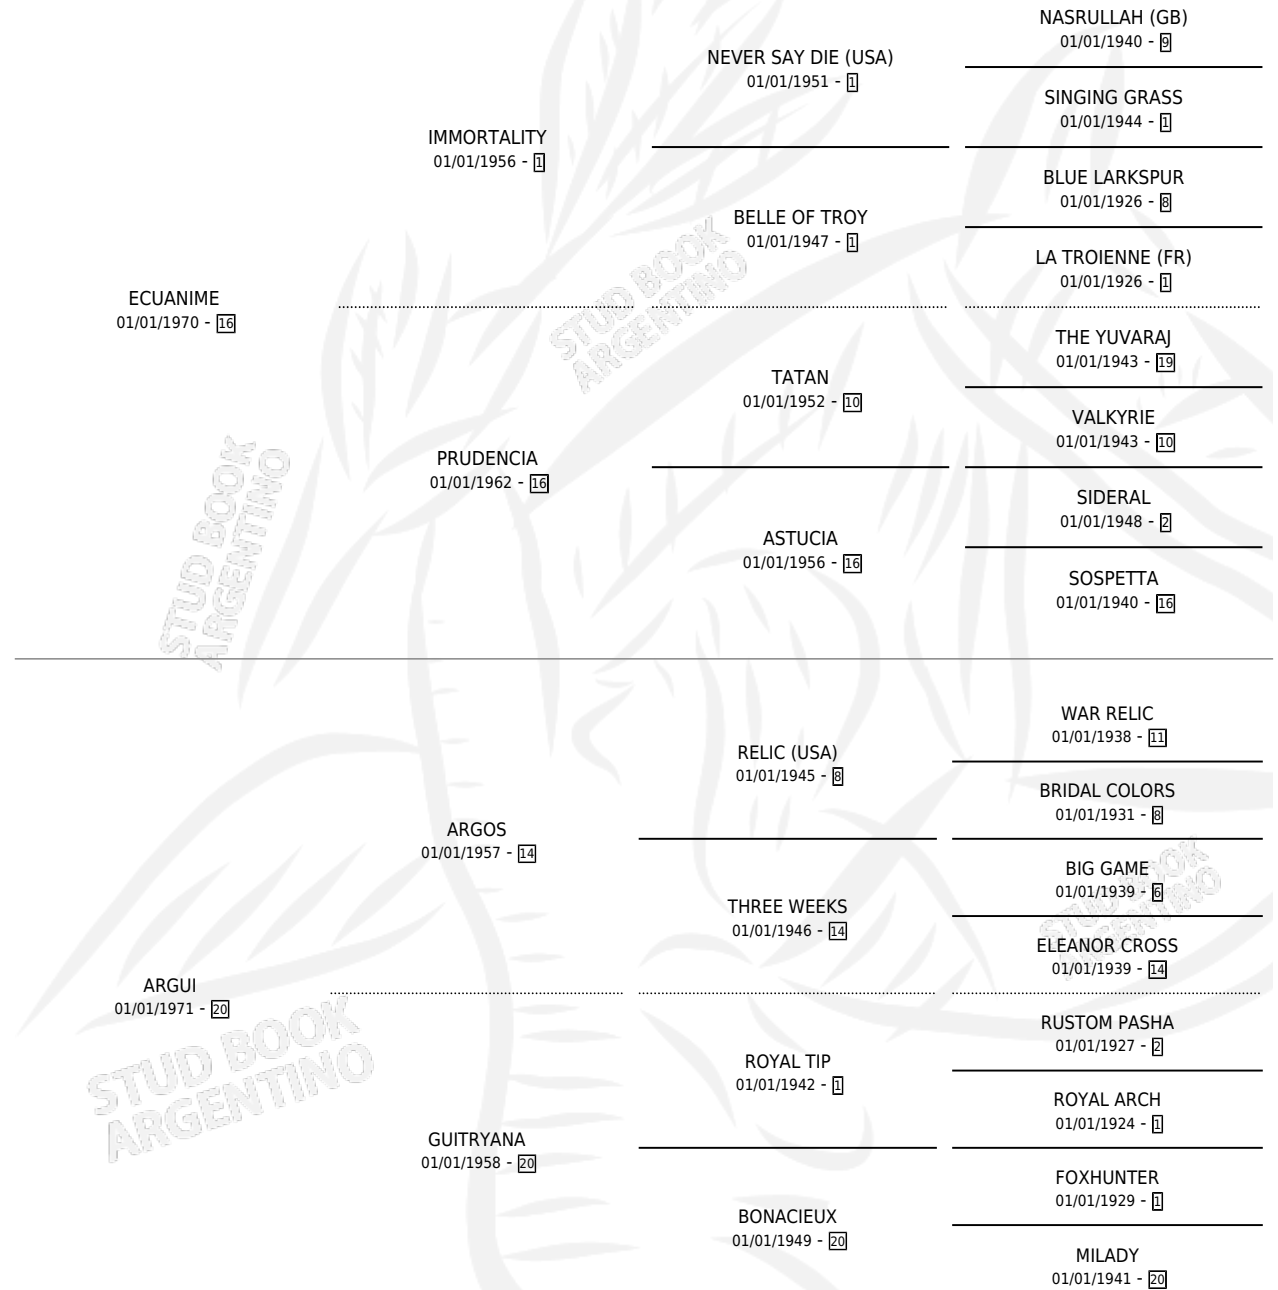 NASRULLAH (GB)
01/01/1940 - 9
NEVER SAY DIE (USA)
01/01/1951 - 1
SINGING GRASS
01/01/1944 - 1
IMMORTALITY
01/01/1956 - 1
BLUE LARKSPUR
01/01/1926 - 8
BELLE OF TROY
01/01/1947 - 1
LA TROIENNE (FR)
01/01/1926 - 1
ECUANIME
01/01/1970 - 16
THE YUVARAJ
01/01/1943 - 19
TATAN
01/01/1952 - 10
VALKYRIE
01/01/1943 - 10
PRUDENCIA
01/01/1962 - 16
SIDERAL
01/01/1948 - 2
ASTUCIA
01/01/1956 - 16
SOSPETTA
01/01/1940 - 16
WAR RELIC
01/01/1938 - 11
RELIC (USA)
01/01/1945 - 8
BRIDAL COLORS
01/01/1931 - 8
ARGOS
01/01/1957 - 14
BIG GAME
01/01/1939 - 6
THREE WEEKS
01/01/1946 - 14
ELEANOR CROSS
01/01/1939 - 14
ARGUI
01/01/1971 - 20
RUSTOM PASHA
01/01/1927 - 2
ROYAL TIP
01/01/1942 - 1
ROYAL ARCH
01/01/1924 - 1
GUITRYANA
01/01/1958 - 20
FOXHUNTER
01/01/1929 - 1
BONACIEUX
01/01/1949 - 20
MILADY
01/01/1941 - 20
STUD BOOK
ARGENTINO
STUD BOOK
ARGENTINO
STUD BOOK
ARGENTINO
STUD BOOK
ARGENTINO